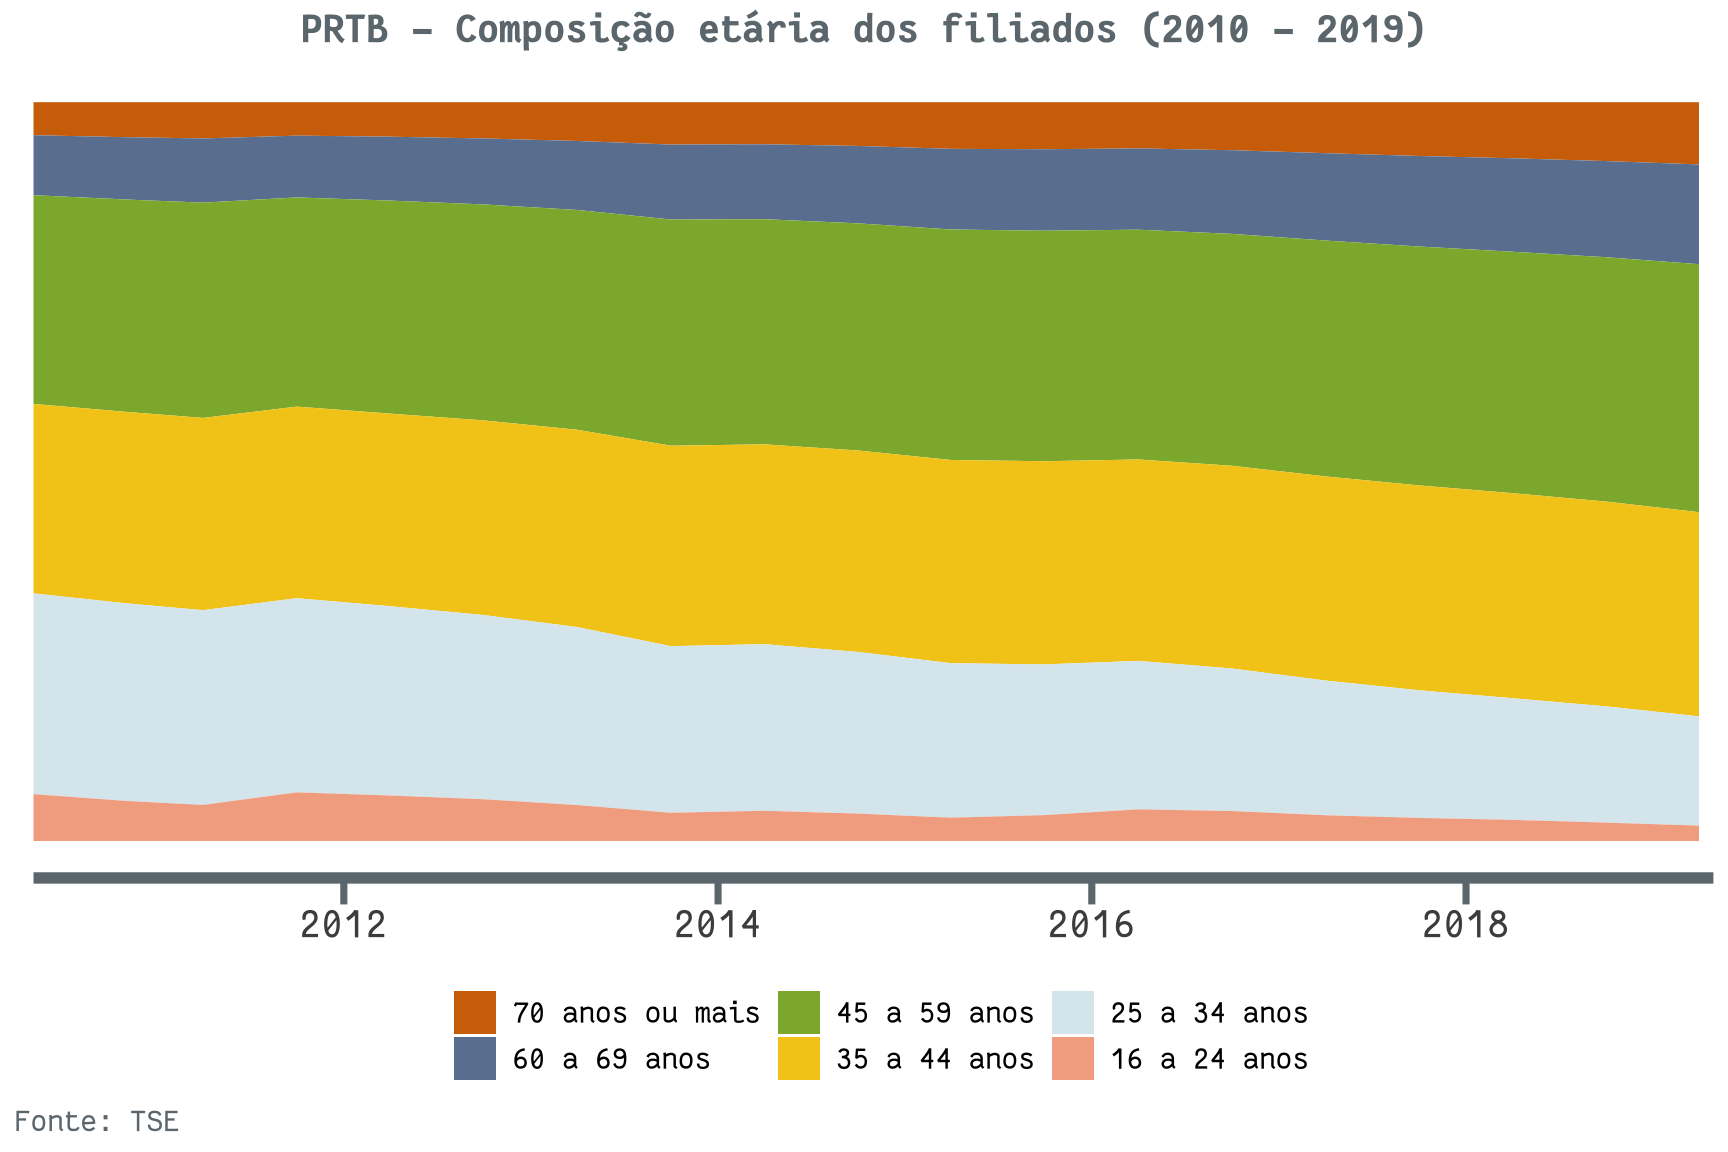 PRTB – Composição etária dos filiados (2010 – 2019)
2012 2014 2016 2018
70 anos ou mais 45 a 59 anos 25 a 34 anos
60 a 69 anos 35 a 44 anos 16 a 24 anos
Fonte: TSE